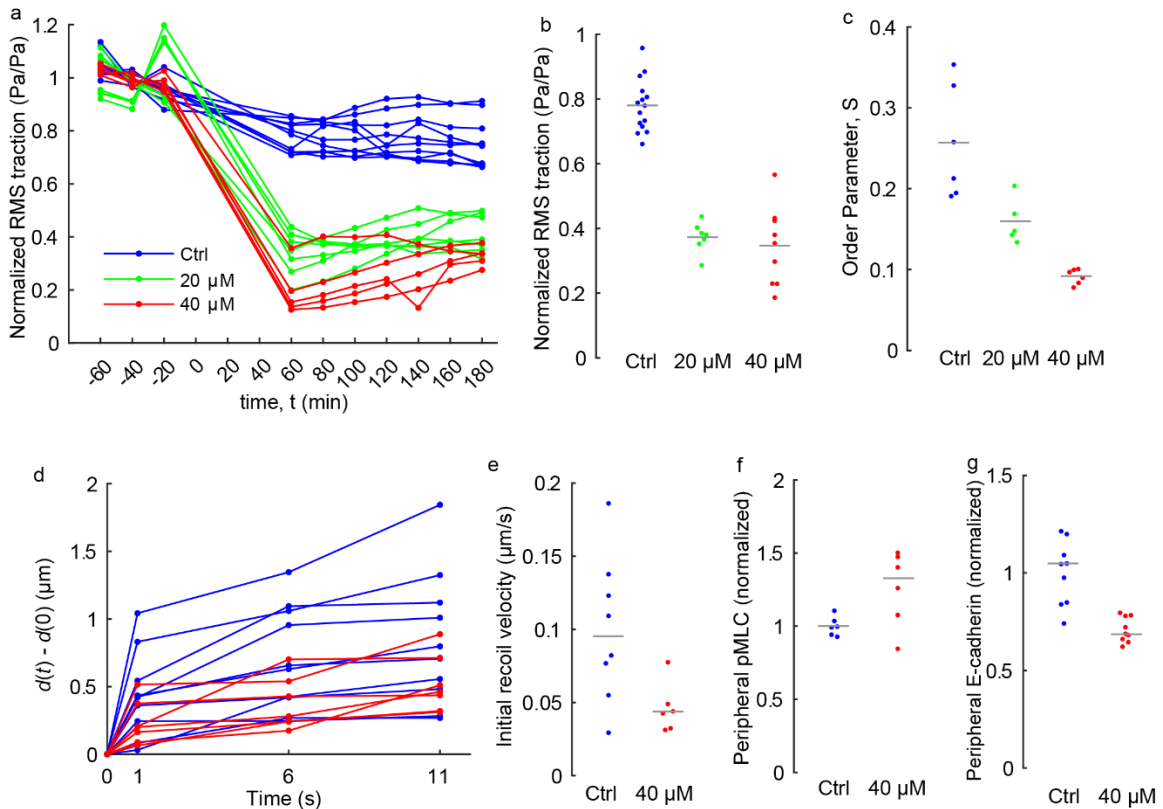 a
Normalized RMS traction (Pa/Pa)
1.2
1
0.8
0.6
0.4
0.2
0
Ctrl
20 µM
40 µM
-60
-40
-20
0
20
40
60
80
100
120
140
160
180
time, t (min)
b
Normalized RMS traction (Pa/Pa)
1
0.8
0.6
0.4
0.2
0
Ctrl
20 µM
40 µM
c
Order Parameter, S
0.4
0.3
0.2
0.1
0
Ctrl
20 µM
40 µM
d
d(t) - d(0) (µm)
2
1.5
1
0.5
0
0
1
6
11
Time (s)
e
Initial recoil velocity (µm/s)
0.2
0.15
0.1
0.05
0
Ctrl
40 µM
f
Peripheral pMLC (normalized)
2
1.5
1
0.5
0
Ctrl
40 µM
g
Peripheral E-cadherin (normalized)
1.5
1
0.5
0
Ctrl
40 µM